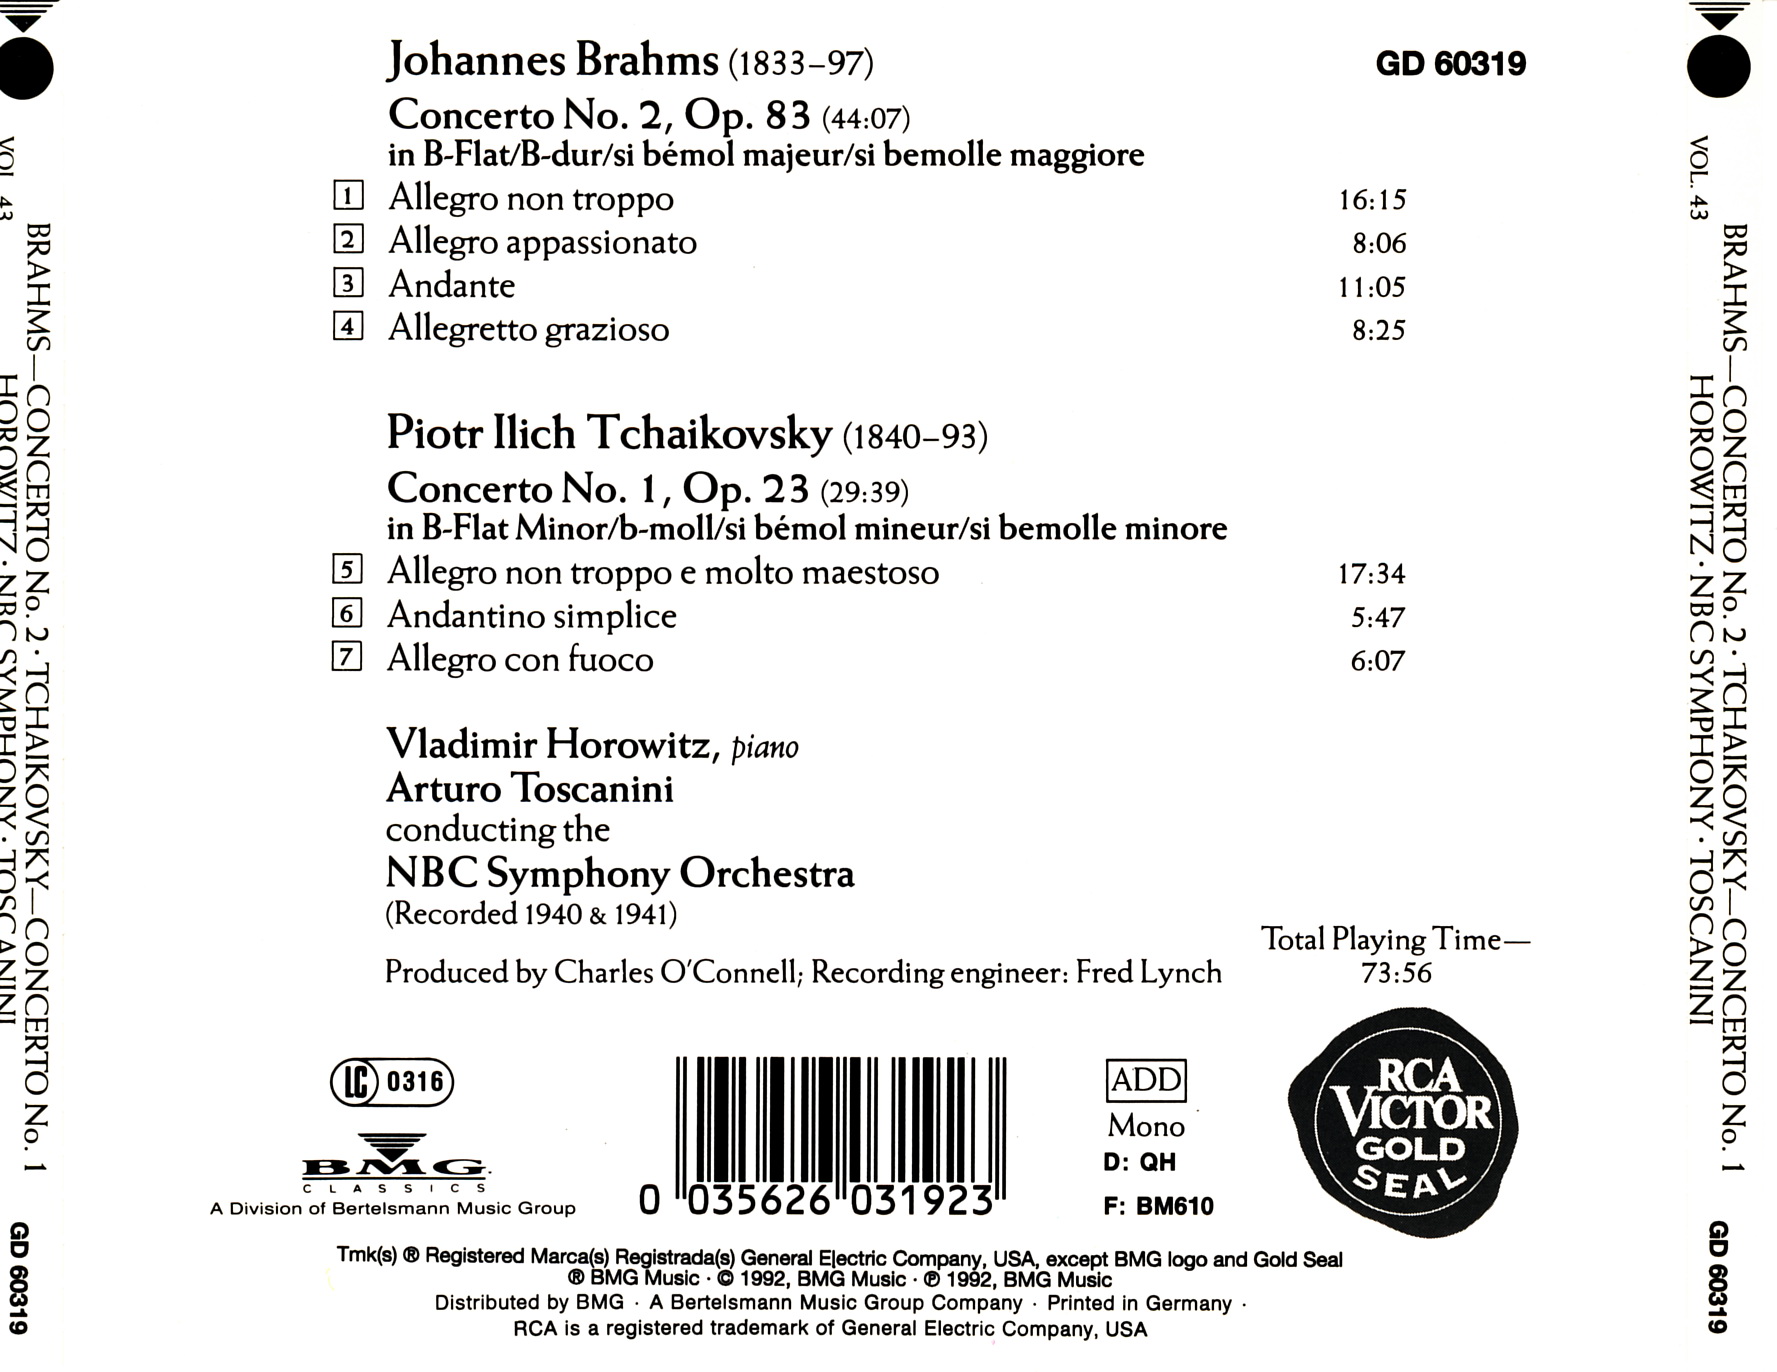 Johannes Brahms (1833–97)
GD 60319
Concerto No. 2, Op. 83 (44:07)
in B-Flat/B-dur/si bémol majeur/si bemolle maggiore
1 Allegro non troppo 16:15
2 Allegro appassionato 8:06
3 Andante 11:05
4 Allegretto grazioso 8:25
Piotr Ilich Tchaikovsky (1840–93)
Concerto No. 1, Op. 23 (29:39)
in B-Flat Minor/b-moll/si bémol mineur/si bemolle minore
5 Allegro non troppo e molto maestoso 17:34
6 Andantino simplice 5:47
7 Allegro con fuoco 6:07
Vladimir Horowitz, piano
Arturo Toscanini
conducting the
NBC Symphony Orchestra
(Recorded 1940 & 1941)
Produced by Charles O'Connell; Recording engineer: Fred Lynch
Total Playing Time—
73:56
LC 0316
BMG
CLASSICS
A Division of Bertelsmann Music Group
0 035626 031923
ADD
Mono
D: QH
F: BM610
RCA
VICTOR
GOLD
SEAL
Tmk(s) ® Registered Marca(s) Registrada(s) General Electric Company, USA, except BMG logo and Gold Seal
® BMG Music · © 1992, BMG Music · ℗ 1992, BMG Music
Distributed by BMG · A Bertelsmann Music Group Company · Printed in Germany ·
RCA is a registered trademark of General Electric Company, USA
VOL. 43
BRAHMS—CONCERTO No. 2 · TCHAIKOVSKY—CONCERTO No. 1
HOROWITZ · NBC SYMPHONY · TOSCANINI
GD 60319
VOL. 43
BRAHMS—CONCERTO No. 2 · TCHAIKOVSKY—CONCERTO No. 1
HOROWITZ · NBC SYMPHONY · TOSCANINI
GD 60319